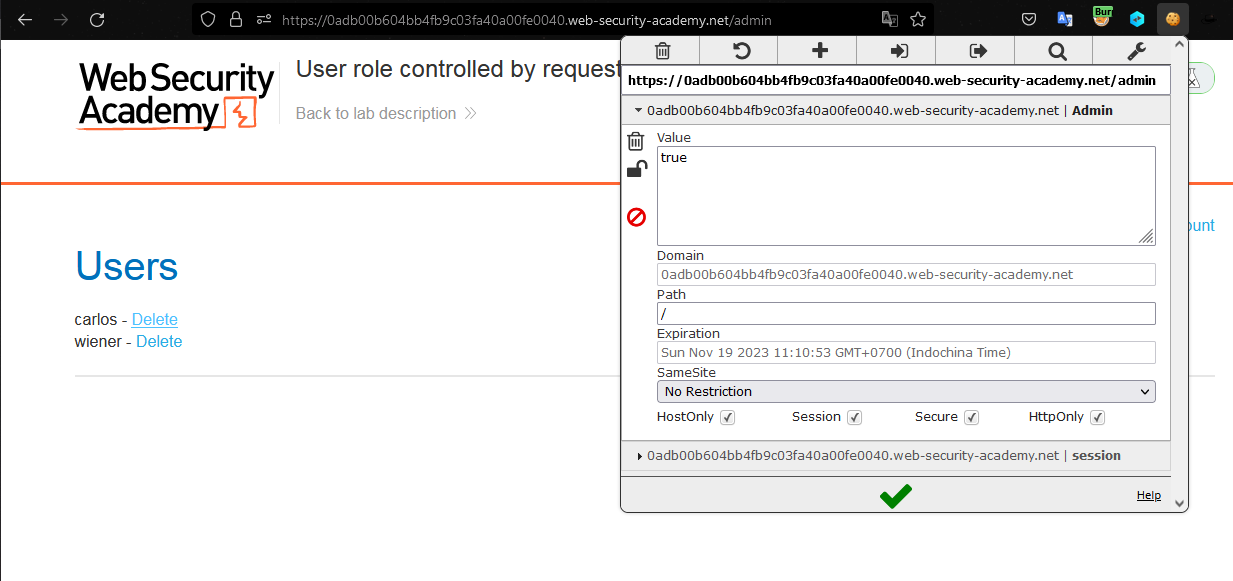 https://0adb00b604bb4fb9c03fa40a00fe0040.web-security-academy.net/admin
Bur
Web Security
Academy
User role controlled by request
Back to lab description
https://0adb00b604bb4fb9c03fa40a00fe0040.web-security-academy.net/admin
0adb00b604bb4fb9c03fa40a00fe0040.web-security-academy.net | Admin
Value
true
Domain
0adb00b604bb4fb9c03fa40a00fe0040.web-security-academy.net
Path
/
Expiration
Sun Nov 19 2023 11:10:53 GMT+0700 (Indochina Time)
SameSite
No Restriction
HostOnly Session Secure HttpOnly
0adb00b604bb4fb9c03fa40a00fe0040.web-security-academy.net | session
Help
ount
Users
carlos - Delete
wiener - Delete